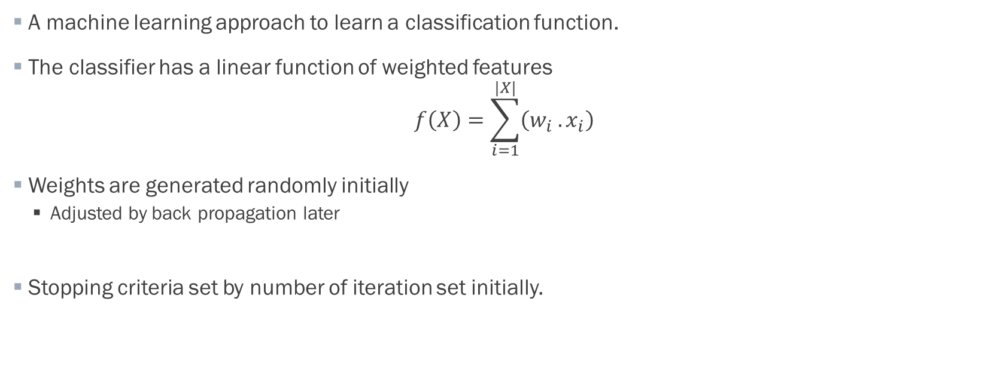 ▪ A machine learning approach to learn a classification function.
▪ The classifier has a linear function of weighted features
f(X) = ∑_{i=1}^{|X|} (w_i . x_i)
▪ Weights are generated randomly initially
▪ Adjusted by back propagation later
▪ Stopping criteria set by number of iteration set initially.